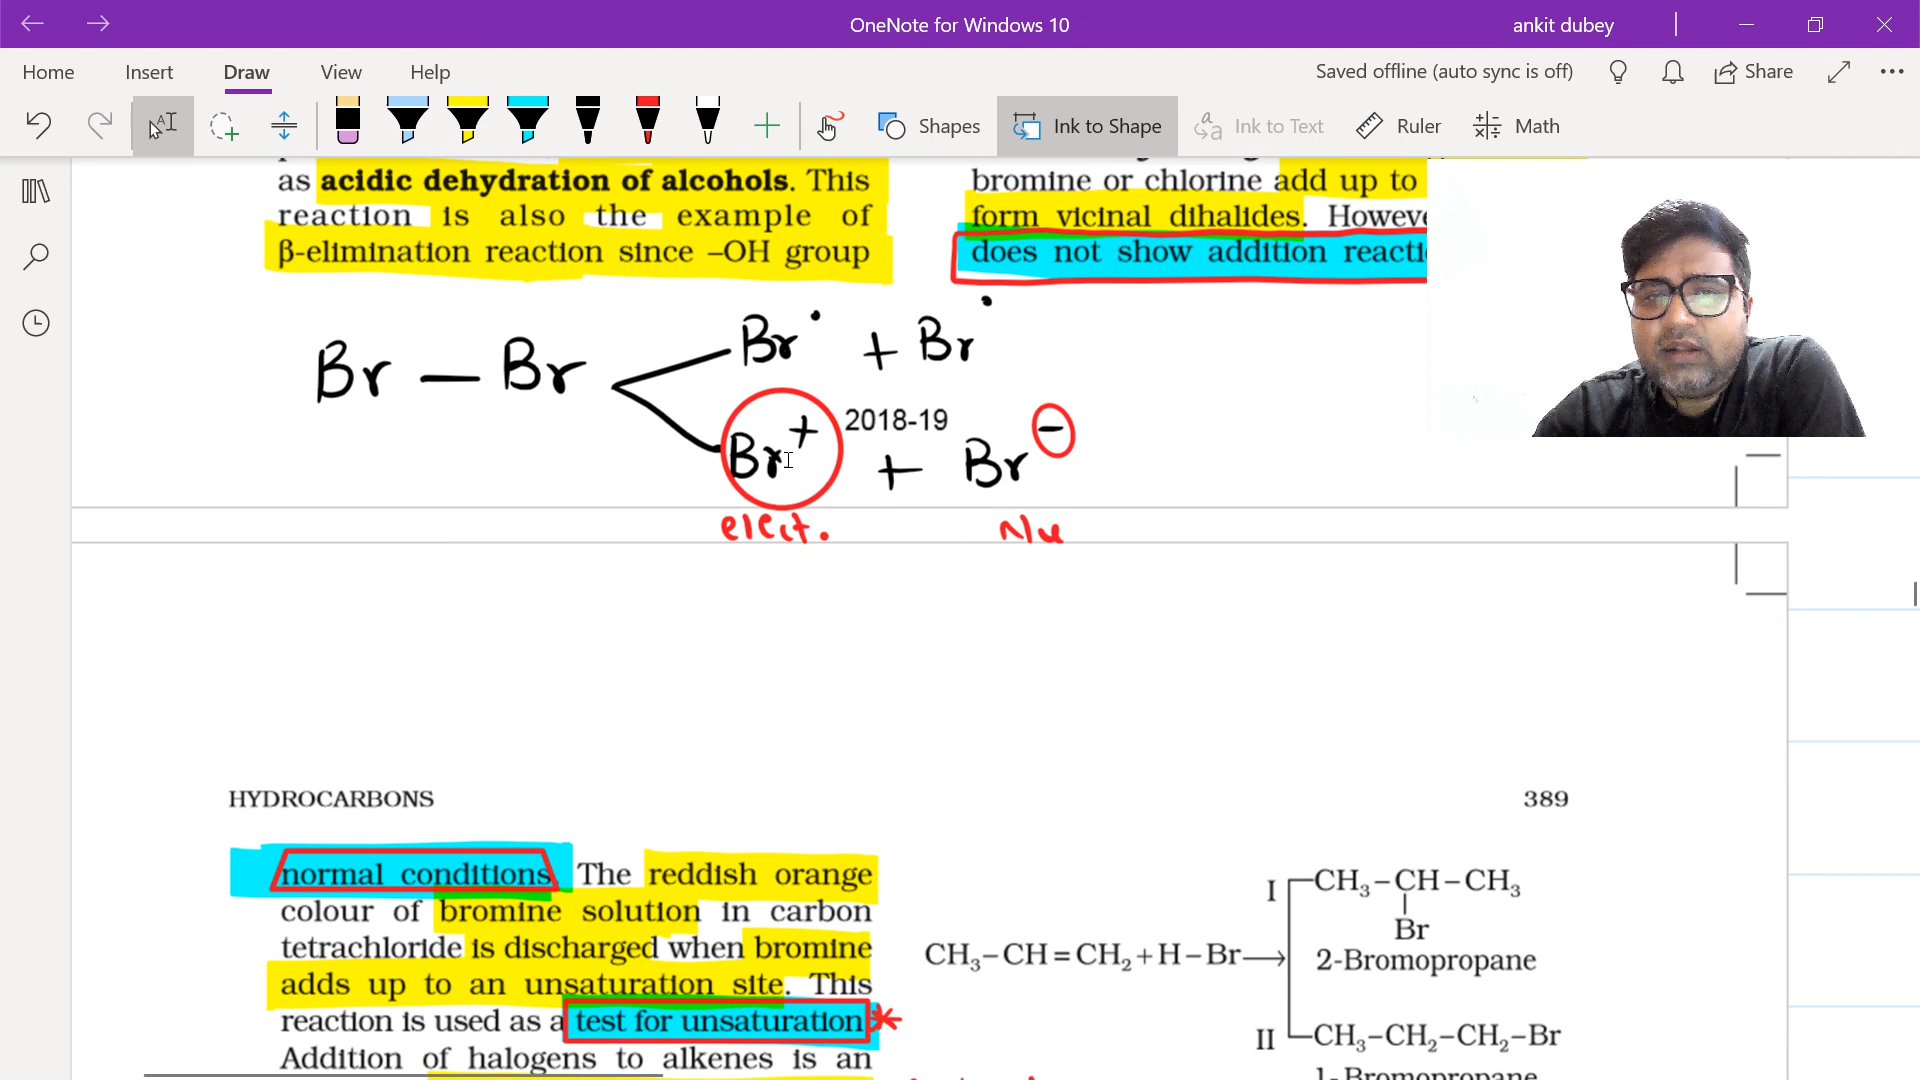 OneNote for Windows 10
ankit dubey
Home
Insert
Draw
View
Help
Saved offline (auto sync is off)
Share
Shapes
Ink to Shape
Ink to Text
Ruler
Math
as acidic dehydration of alcohols. This
reaction is also the example of
β-elimination reaction since –OH group
bromine or chlorine add up to
form vicinal dihalides. Howeve
does not show addition reacti
Br — Br
Br• + Br•
Br+ + Br−
2018-19
elect.
Nu
HYDROCARBONS
389
normal conditions. The reddish orange
colour of bromine solution in carbon
tetrachloride is discharged when bromine
adds up to an unsaturation site. This
reaction is used as a test for unsaturation
Addition of halogens to alkenes is an
CH₃–CH=CH₂+H–Br⟶
I
CH₃–CH–CH₃
|
Br
2-Bromopropane
II
CH₃–CH₂–CH₂–Br
1-Bromopropane